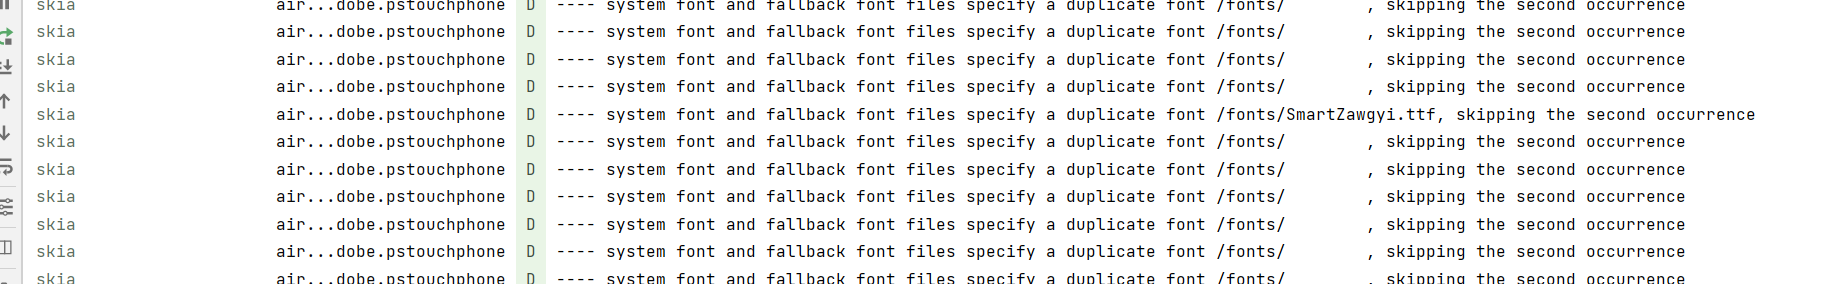 skia air...dobe.pstouchphone D ---- system font and fallback font files specify a duplicate font /fonts/ , skipping the second occurrence
skia air...dobe.pstouchphone D ---- system font and fallback font files specify a duplicate font /fonts/ , skipping the second occurrence
skia air...dobe.pstouchphone D ---- system font and fallback font files specify a duplicate font /fonts/ , skipping the second occurrence
skia air...dobe.pstouchphone D ---- system font and fallback font files specify a duplicate font /fonts/ , skipping the second occurrence
skia air...dobe.pstouchphone D ---- system font and fallback font files specify a duplicate font /fonts/SmartZawgyi.ttf, skipping the second occurrence
skia air...dobe.pstouchphone D ---- system font and fallback font files specify a duplicate font /fonts/ , skipping the second occurrence
skia air...dobe.pstouchphone D ---- system font and fallback font files specify a duplicate font /fonts/ , skipping the second occurrence
skia air...dobe.pstouchphone D ---- system font and fallback font files specify a duplicate font /fonts/ , skipping the second occurrence
skia air...dobe.pstouchphone D ---- system font and fallback font files specify a duplicate font /fonts/ , skipping the second occurrence
skia air...dobe.pstouchphone D ---- system font and fallback font files specify a duplicate font /fonts/ , skipping the second occurrence
skia air...dobe.pstouchphone D ---- system font and fallback font files specify a duplicate font /fonts/ , skipping the second occurrence